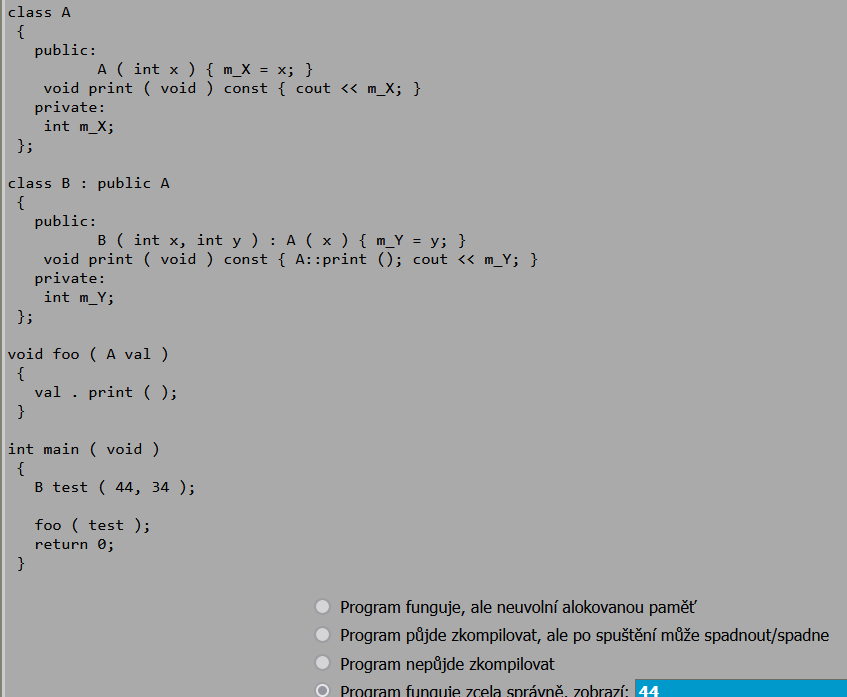 class A
{
public:
A ( int x ) { m_X = x; }
void print ( void ) const { cout << m_X; }
private:
int m_X;
};
class B : public A
{
public:
B ( int x, int y ) : A ( x ) { m_Y = y; }
void print ( void ) const { A::print (); cout << m_Y; }
private:
int m_Y;
};
void foo ( A val )
{
val . print ( );
}
int main ( void )
{
B test ( 44, 34 );
foo ( test );
return 0;
}
Program funguje, ale neuvolní alokovanou paměť
Program půjde zkompilovat, ale po spuštění může spadnout/spadne
Program nepůjde zkompilovat
Program funguje zcela správně, zobrazí: 44